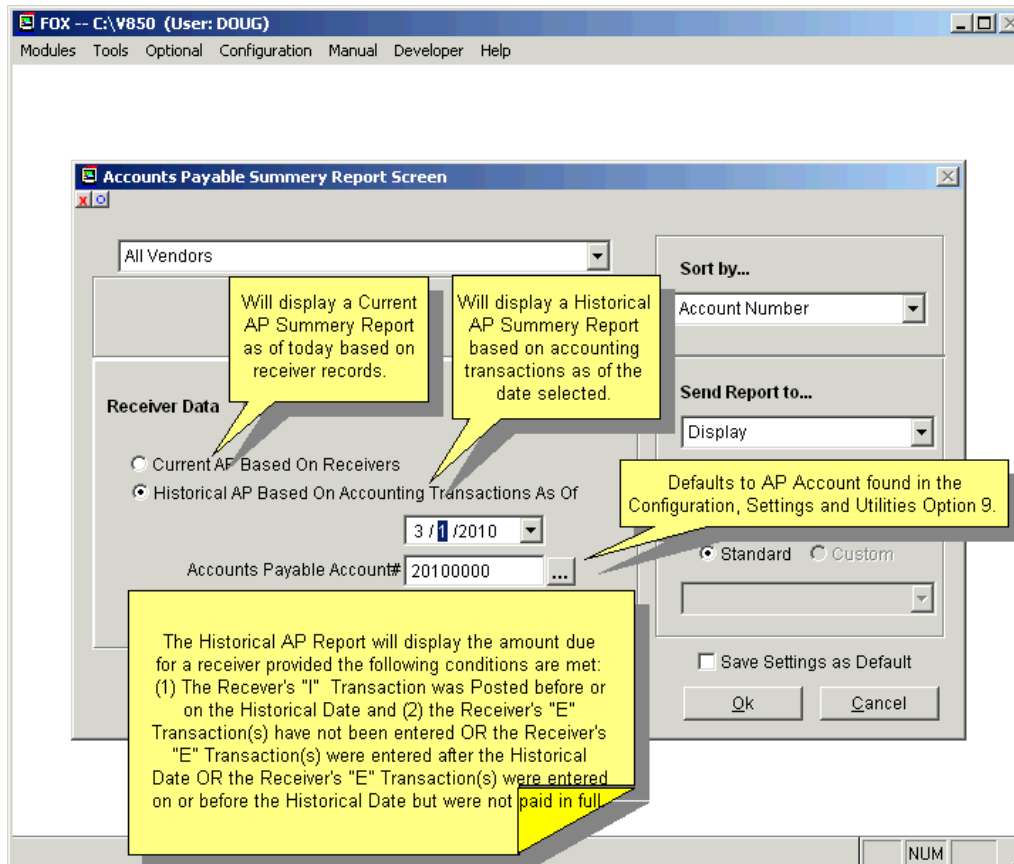 FOX -- C:\V850 (User: DOUG)
Modules Tools Optional Configuration Manual Developer Help
Accounts Payable Summery Report Screen
All Vendors
Sort by...
Account Number
Will display a Current
AP Summery Report
as of today based on
receiver records.
Will display a Historical
AP Summery Report
based on accounting
transactions as of the
date selected.
Receiver Data
Send Report to...
Display
Current AP Based On Receivers
Historical AP Based On Accounting Transactions As Of
Defaults to AP Account found in the
Configuration, Settings and Utilities Option 9.
3 / 1 /2010
Standard Custom
Accounts Payable Account# 20100000 ...
The Historical AP Report will display the amount due
for a receiver provided the following conditions are met:
(1) The Recever's "I" Transaction was Posted before or
on the Historical Date and (2) the Receiver's "E"
Transaction(s) have not been entered OR the Receiver's
"E" Transaction(s) were entered after the Historical
Date OR the Receiver's "E" Transaction(s) were entered
on or before the Historical Date but were not paid in full.
Save Settings as Default
Ok Cancel
NUM